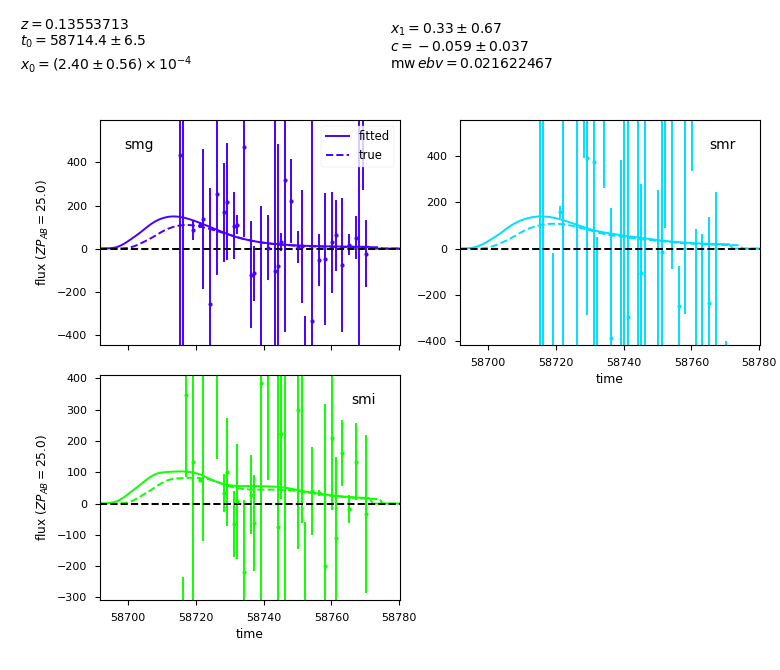 z = 0.13553713
t₀ = 58714.4 ± 6.5
x₀ = (2.40 ± 0.56) × 10⁻⁴
x₁ = 0.33 ± 0.67
c = −0.059 ± 0.037
mw ebv = 0.021622467
smg
fitted
true
400
200
0
−200
−400
flux (ZP_AB = 25.0)
smr
400
200
0
−200
−400
58700 58720 58740 58760 58780
time
smi
400
300
200
100
0
−100
−200
−300
flux (ZP_AB = 25.0)
58700 58720 58740 58760 58780
time